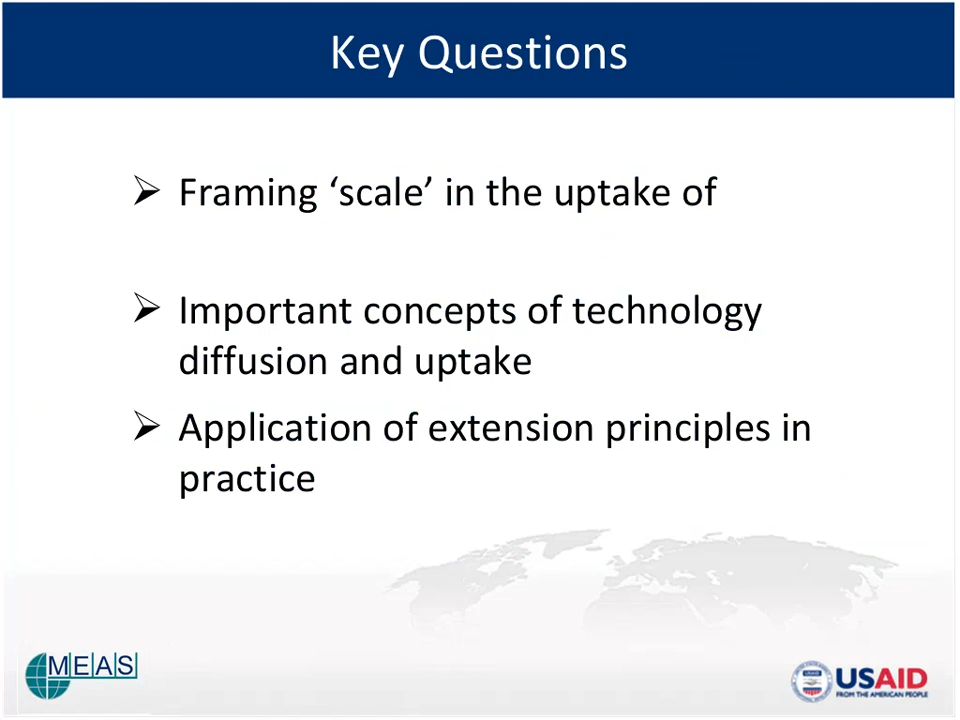 Key Questions
➢ Framing ‘scale’ in the uptake of
➢ Important concepts of technology
diffusion and uptake
➢ Application of extension principles in
practice
MEAS
USAID
FROM THE AMERICAN PEOPLE